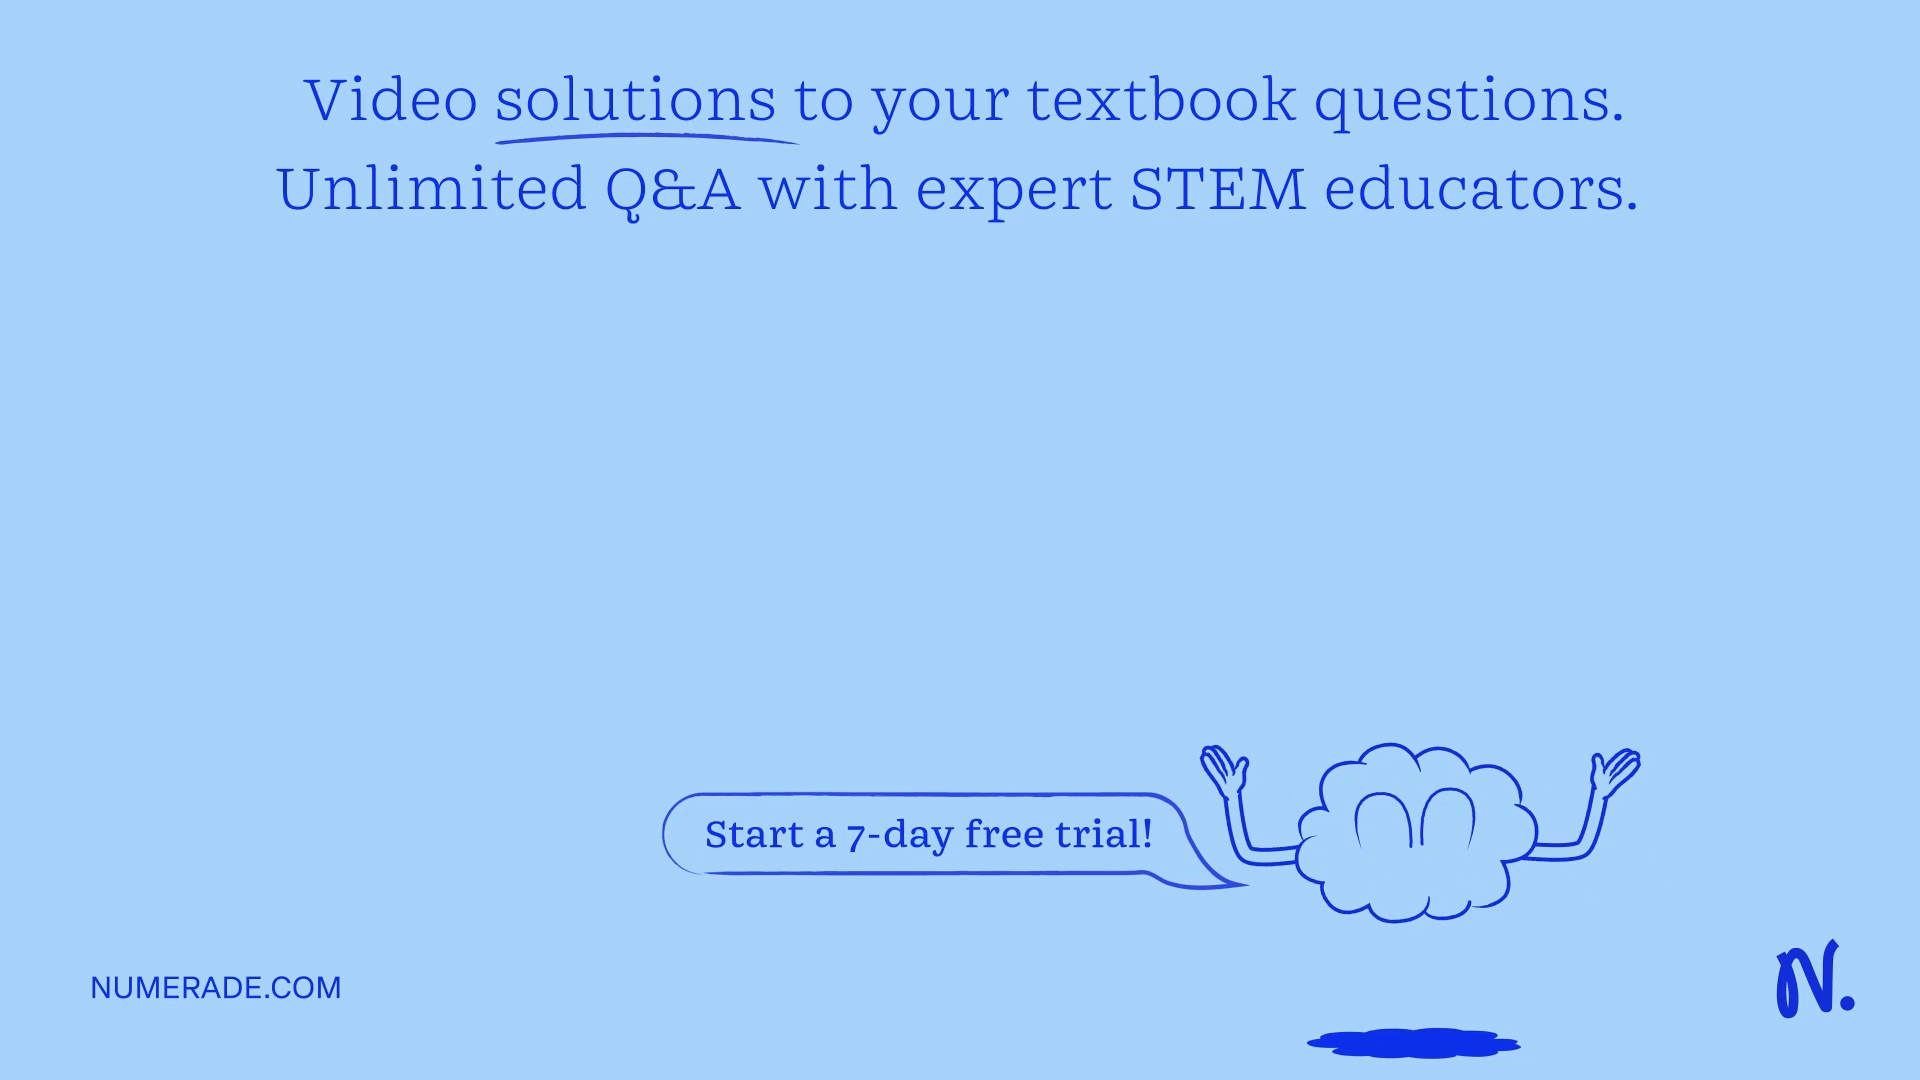 Video solutions to your textbook questions.
Unlimited Q&A with expert STEM educators.
Start a 7-day free trial!
NUMERADE.COM
N.